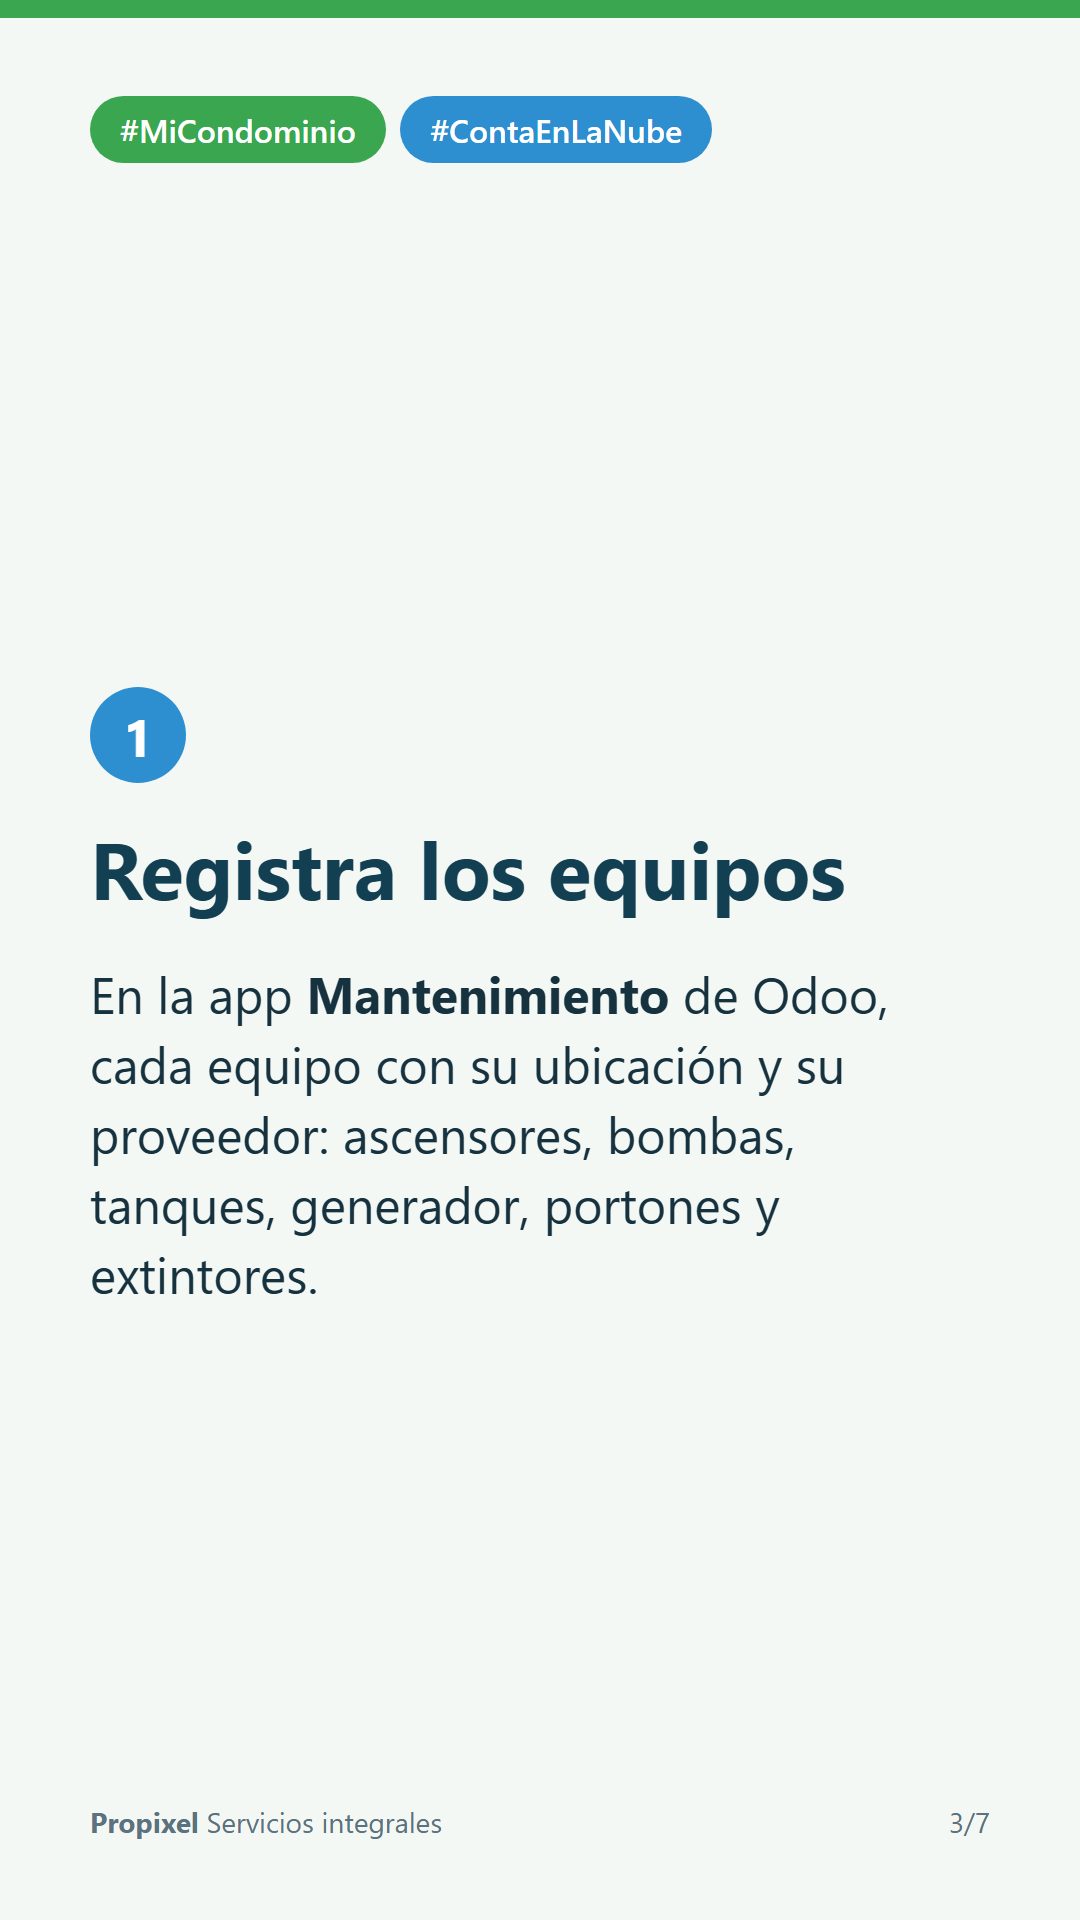 #MiCondominio #ContaEnLaNube
1
Registra los equipos
En la app Mantenimiento de Odoo,
cada equipo con su ubicación y su
proveedor: ascensores, bombas,
tanques, generador, portones y
extintores.
Propixel Servicios integrales 3/7